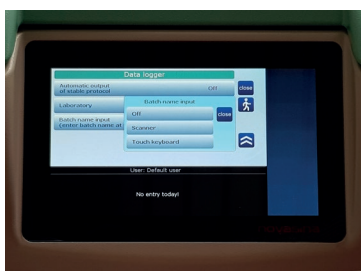 Data logger
Automatic output
of stable protocol
Off
close
Laboratory
Batch name input
Batch name input
(enter batch name at
Off
close
Scanner
Touch keyboard
User: Default user
No entry today!